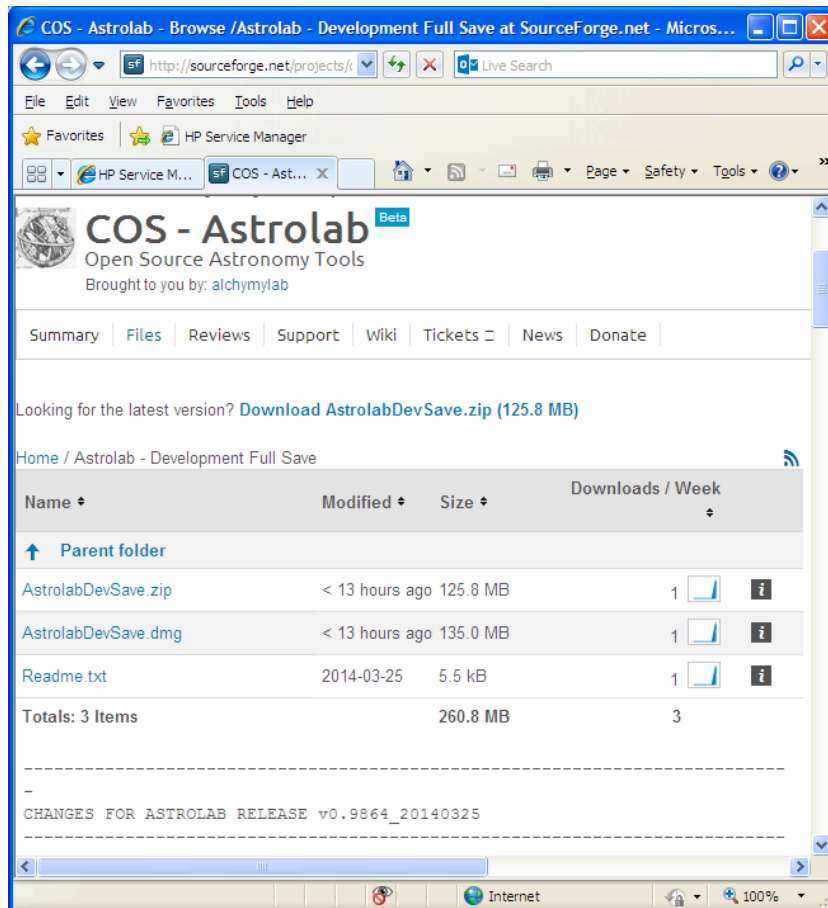 COS - Astrolab - Browse /Astrolab - Development Full Save at SourceForge.net - Micros...
sf http://sourceforge.net/projects/c Live Search
File Edit View Favorites Tools Help
Favorites HP Service Manager
HP Service M... sf COS - Ast... X Page Safety Tools »
COS - Astrolab Beta
Open Source Astronomy Tools
Brought to you by: alchymylab
Summary Files Reviews Support Wiki Tickets News Donate
Looking for the latest version? Download AstrolabDevSave.zip (125.8 MB)
Home / Astrolab - Development Full Save
Name Modified Size Downloads / Week
Parent folder
AstrolabDevSave.zip < 13 hours ago 125.8 MB 1 i
AstrolabDevSave.dmg < 13 hours ago 135.0 MB 1 i
Readme.txt 2014-03-25 5.5 kB 1 i
Totals: 3 Items 260.8 MB 3
---------------------------------------------------------------------------
-
CHANGES FOR ASTROLAB RELEASE v0.9864_20140325
---------------------------------------------------------------------------
Internet 100%